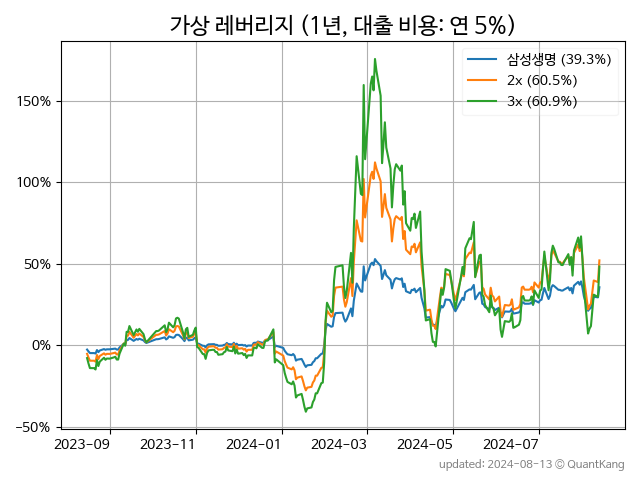 가상 레버리지 (1년, 대출 비용: 연 5%)
삼성생명 (39.3%)
2x (60.5%)
3x (60.9%)
150%
100%
50%
0%
−50%
2023-09 2023-11 2024-01 2024-03 2024-05 2024-07
updated: 2024-08-13 © QuantKang